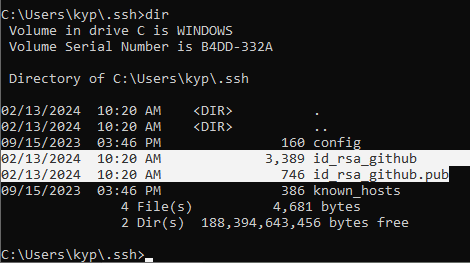 C:\Users\kyp\.ssh>dir
 Volume in drive C is WINDOWS
 Volume Serial Number is B4DD-332A

 Directory of C:\Users\kyp\.ssh

02/13/2024  10:20 AM    <DIR>          .
02/13/2024  10:20 AM    <DIR>          ..
09/15/2023  03:46 PM               160 config
02/13/2024  10:20 AM             3,389 id_rsa_github
02/13/2024  10:20 AM               746 id_rsa_github.pub
09/15/2023  03:46 PM               386 known_hosts
               4 File(s)          4,681 bytes
               2 Dir(s)  188,394,643,456 bytes free

C:\Users\kyp\.ssh>